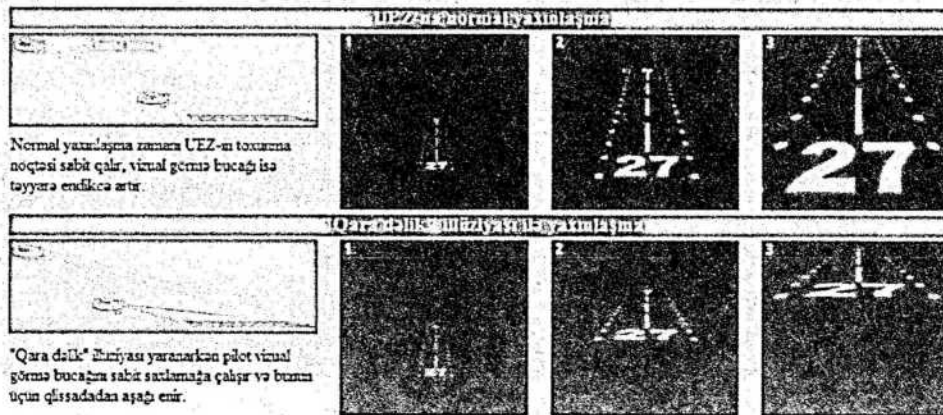 UEZ-nə normal yaxınlaşma
1
2
3
27
27
27
Normal yaxınlaşma zamanı UEZ-ın toxunma
nöqtəsi sabit qalır, vizual görmə bucağı isə
təyyarə endikcə artır.
"Qara dəlik" illüziyası ilə yaxınlaşma
1
2
3
27
27
27
"Qara dəlik" illüziyası yaranarkən pilot vizual
görmə bucağını sabit saxlamağa çalışır və bunun
üçün qlissadadan aşağı enir.